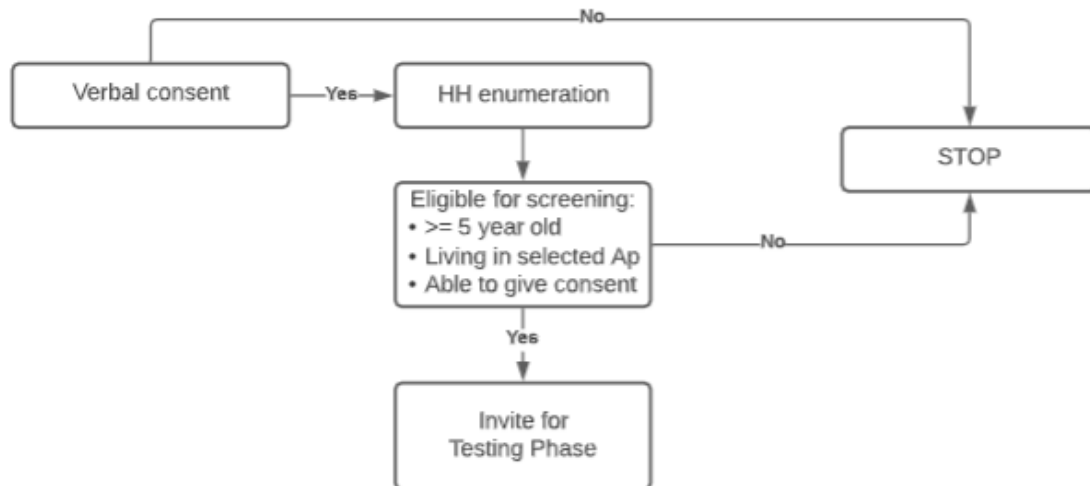 No
Verbal consent
Yes
HH enumeration
STOP
Eligible for screening:
• >= 5 year old
• Living in selected Ap
• Able to give consent
No
Yes
Invite for
Testing Phase